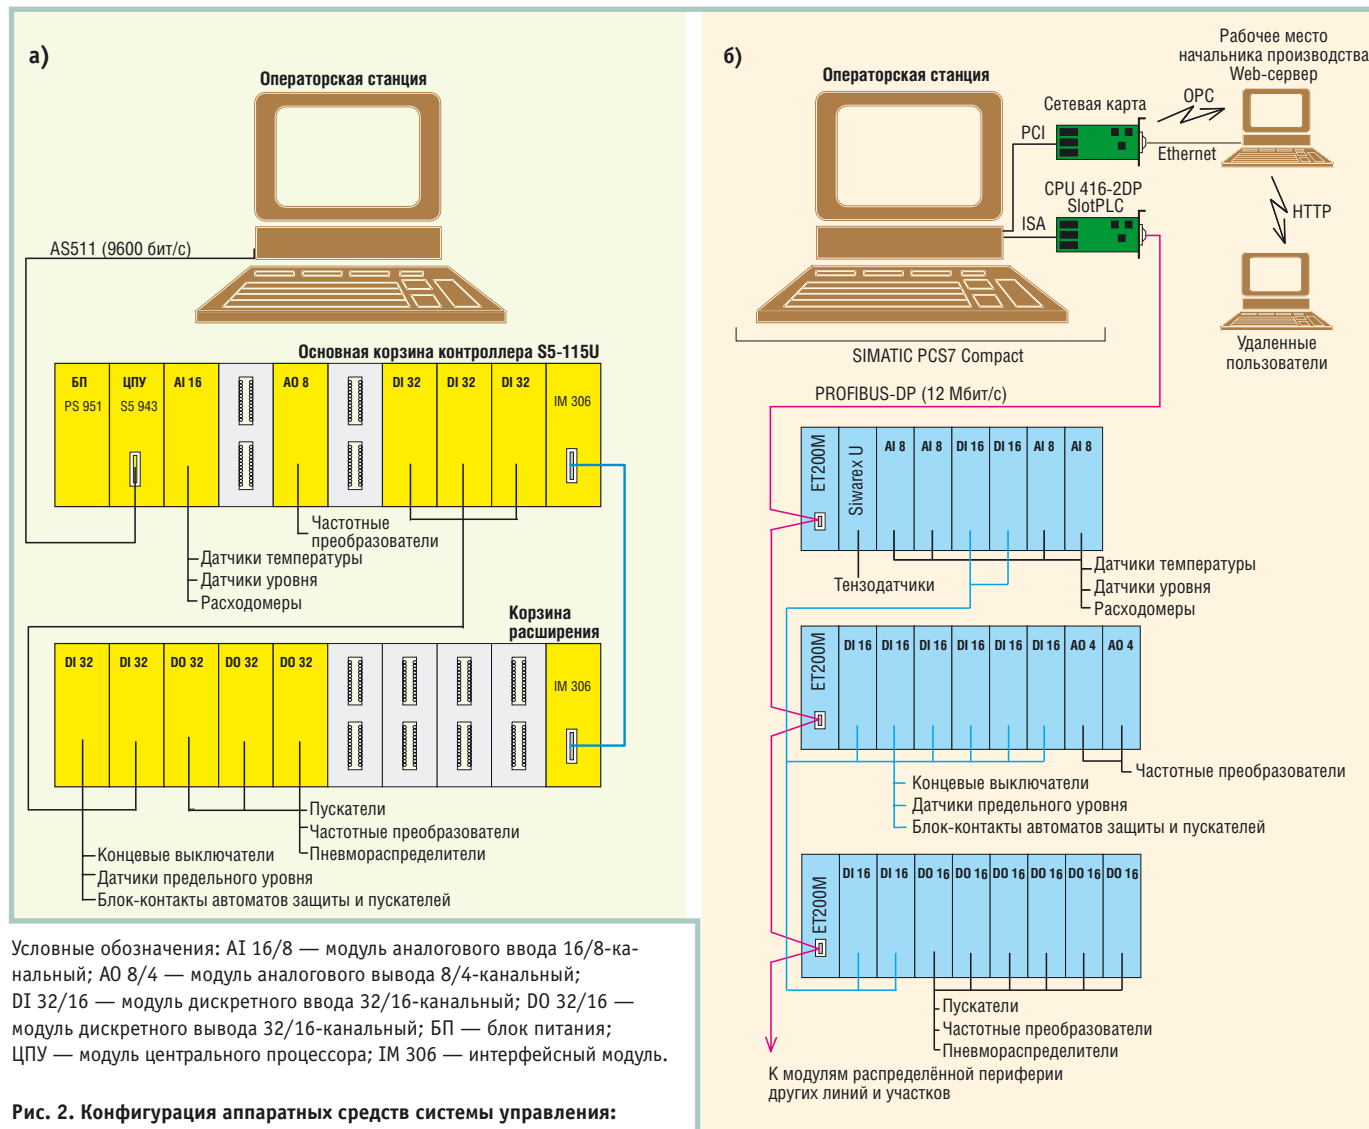 а)
Операторская станция
AS511 (9600 бит/с)
Основная корзина контроллера S5-115U
БП
PS 951
ЦПУ
S5 943
AI 16
AO 8
DI 32
DI 32
DI 32
IM 306
Частотные
преобразователи
Датчики температуры
Датчики уровня
Расходомеры
Корзина
расширения
DI 32
DI 32
DO 32
DO 32
DO 32
IM 306
Пускатели
Частотные преобразователи
Пневмораспределители
Концевые выключатели
Датчики предельного уровня
Блок-контакты автоматов защиты и пускателей
б)
Операторская станция
Рабочее место
начальника производства
Web-сервер
Сетевая карта
OPC
PCI
Ethernet
CPU 416-2DP
SlotPLC
ISA
HTTP
Удаленные
пользователи
SIMATIC PCS7 Compact
PROFIBUS-DP (12 Мбит/с)
ET200M
Siwarex U
AI 8
AI 8
DI 16
DI 16
AI 8
AI 8
Тензодатчики
Датчики температуры
Датчики уровня
Расходомеры
ET200M
DI 16
DI 16
DI 16
DI 16
DI 16
DI 16
AO 4
AO 4
Частотные преобразователи
Концевые выключатели
Датчики предельного уровня
Блок-контакты автоматов защиты и пускателей
ET200M
DI 16
DI 16
DO 16
DO 16
DO 16
DO 16
DO 16
DO 16
Пускатели
Частотные преобразователи
Пневмораспределители
К модулям распределённой периферии
других линий и участков
Условные обозначения: AI 16/8 — модуль аналогового ввода 16/8-ка-
нальный; AO 8/4 — модуль аналогового вывода 8/4-канальный;
DI 32/16 — модуль дискретного ввода 32/16-канальный; DO 32/16 —
модуль дискретного вывода 32/16-канальный; БП — блок питания;
ЦПУ — модуль центрального процессора; IM 306 — интерфейсный модуль.
Рис. 2. Конфигурация аппаратных средств системы управления: